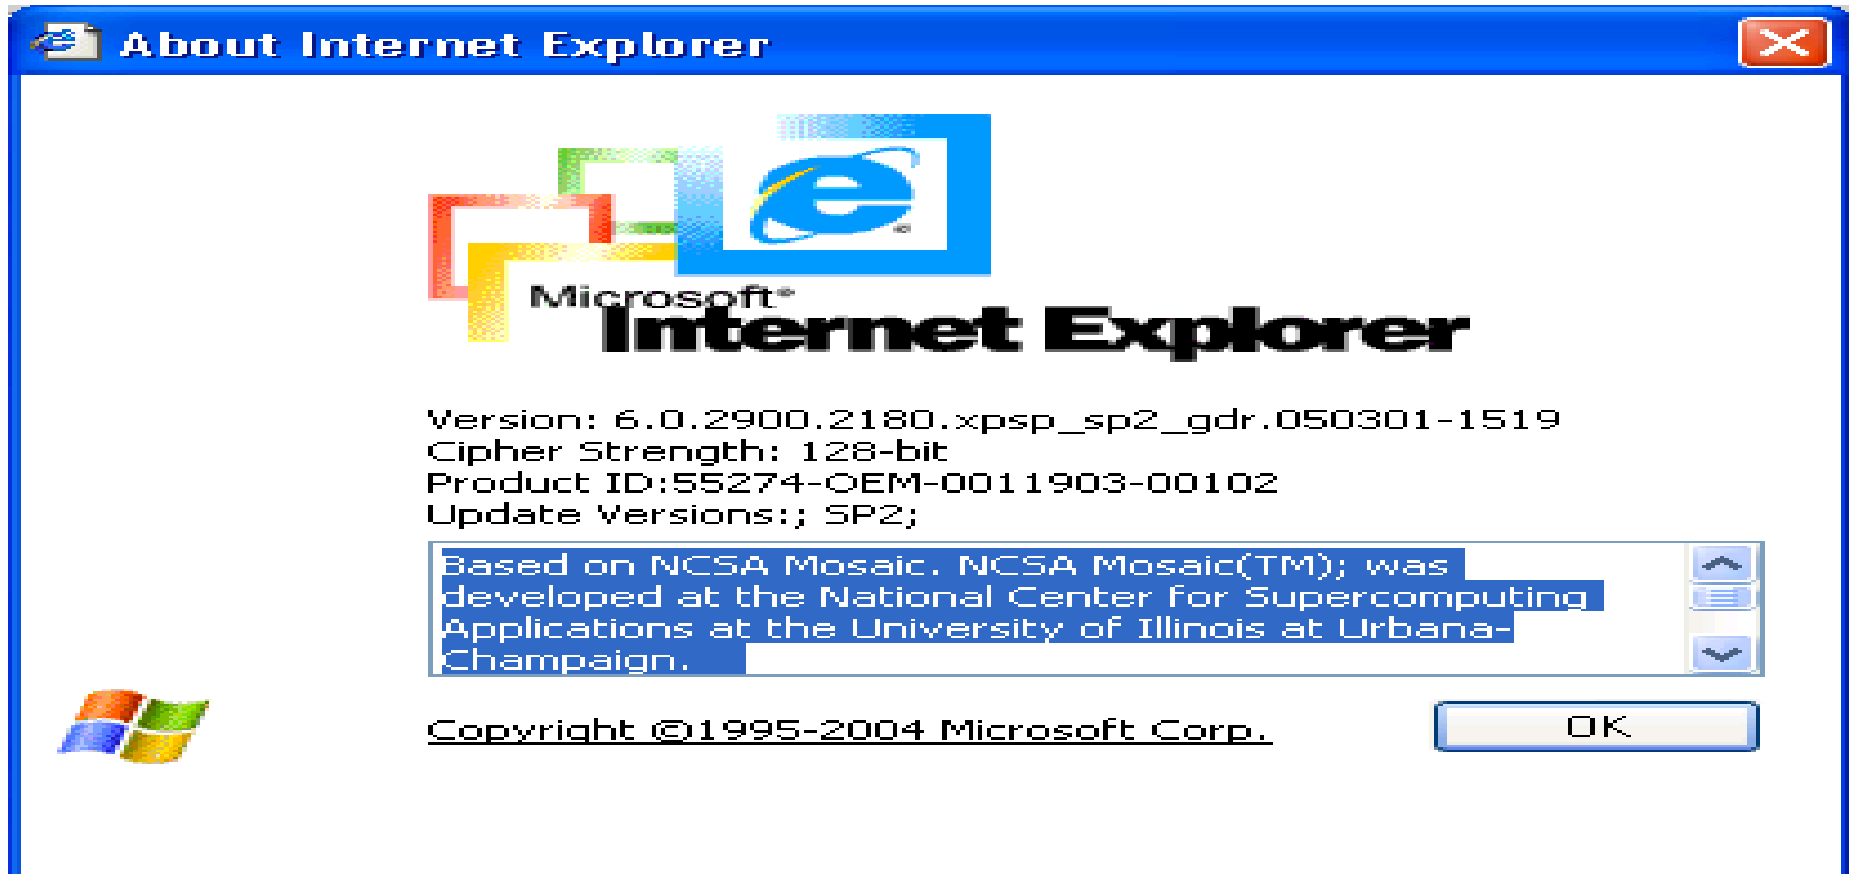 About Internet Explorer
Microsoft®
Internet Explorer
Version: 6.0.2900.2180.xpsp_sp2_gdr.050301-1519
Cipher Strength: 128-bit
Product ID:55274-OEM-0011903-00102
Update Versions:; SP2;
Based on NCSA Mosaic. NCSA Mosaic(TM); was
developed at the National Center for Supercomputing
Applications at the University of Illinois at Urbana-
Champaign.
Copyright ©1995-2004 Microsoft Corp.
OK